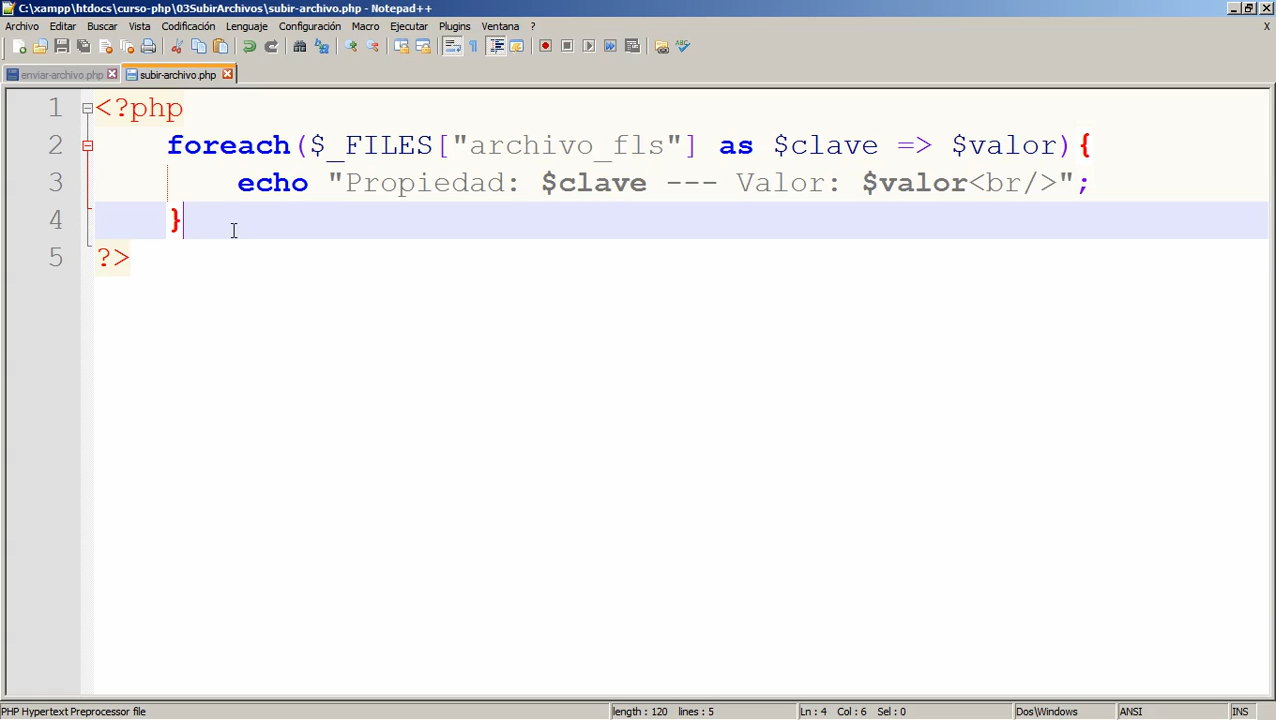 C:\xampp\htdocs\curso-php\03SubirArchivos\subir-archivo.php - Notepad++
Archivo Editar Buscar Vista Codificación Lenguaje Configuración Macro Ejecutar Plugins Ventana ? X
enviar-archivo.php subir-archivo.php
1 <?php
2 foreach($_FILES["archivo_fls"] as $clave => $valor){
3 echo "Propiedad: $clave --- Valor: $valor<br/>";
4 }
5 ?>
PHP Hypertext Preprocessor file length : 120 lines : 5 Ln : 4 Col : 6 Sel : 0 Dos\Windows ANSI INS